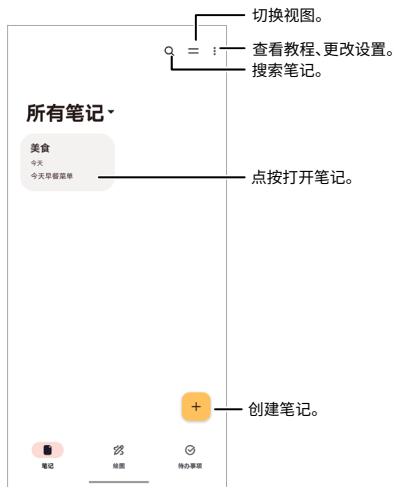 切换视图。
查看教程、更改设置。
搜索笔记。
所有笔记
美食
今天
今天早餐菜单
点按打开笔记。
创建笔记。
笔记
绘图
待办事项